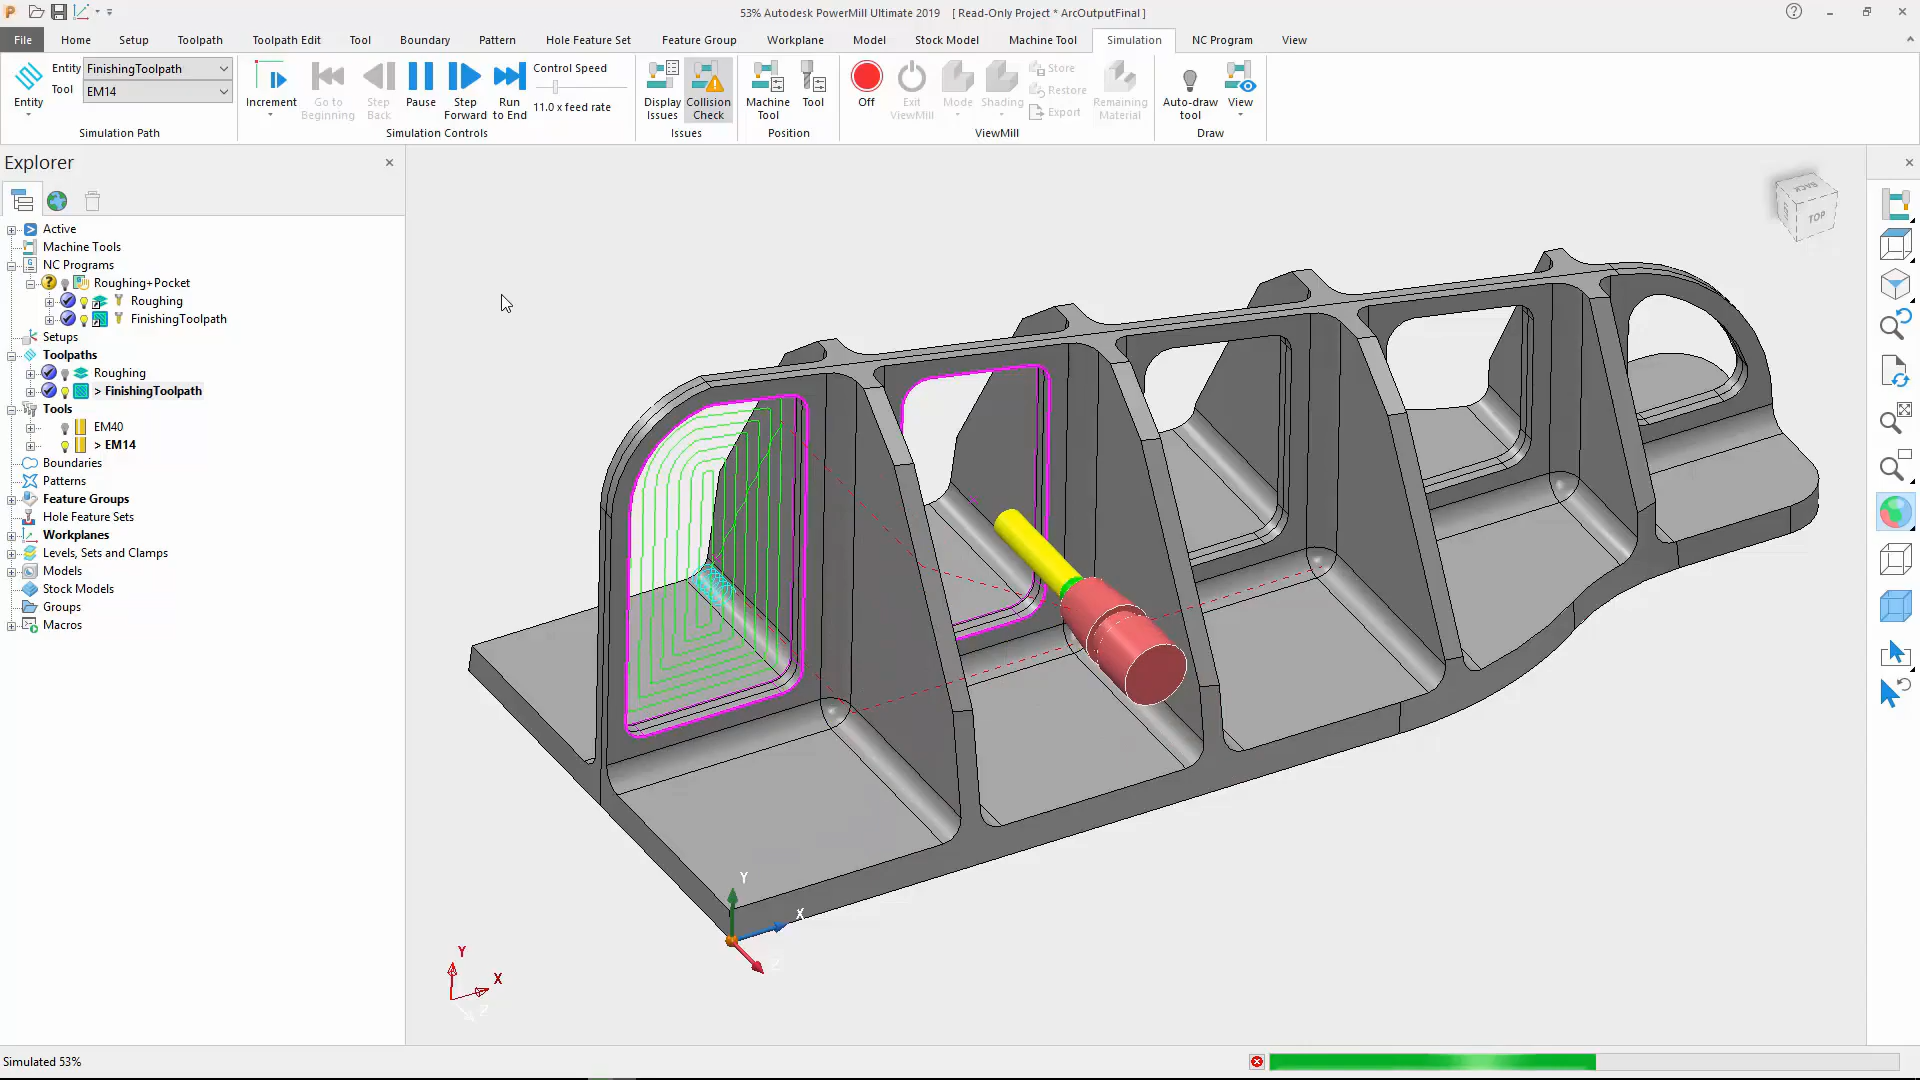 53% Autodesk PowerMill Ultimate 2019 [ Read-Only Project * ArcOutputFinal ]
File Home Setup Toolpath Toolpath Edit Tool Boundary Pattern Hole Feature Set Feature Group Workplane Model Stock Model Machine Tool Simulation NC Program View
Entity
Entity FinishingToolpath
Tool EM14
Simulation Path
Increment
Go to Beginning
Step Back
Pause
Step Forward
Run to End
Control Speed
11.0 x feed rate
Simulation Controls
Display Issues
Collision Check
Issues
Machine Tool
Tool
Position
Off
Exit ViewMill
Mode
Shading
Store
Restore
Export
Remaining Material
ViewMill
Auto-draw tool
View
Draw
Explorer
Active
Machine Tools
NC Programs
Roughing+Pocket
Roughing
FinishingToolpath
Setups
Toolpaths
Roughing
> FinishingToolpath
Tools
EM40
> EM14
Boundaries
Patterns
Feature Groups
Hole Feature Sets
Workplanes
Levels, Sets and Clamps
Models
Stock Models
Groups
Macros
BACK
TOP
Y
X
Z
Y
X
Z
Simulated 53%